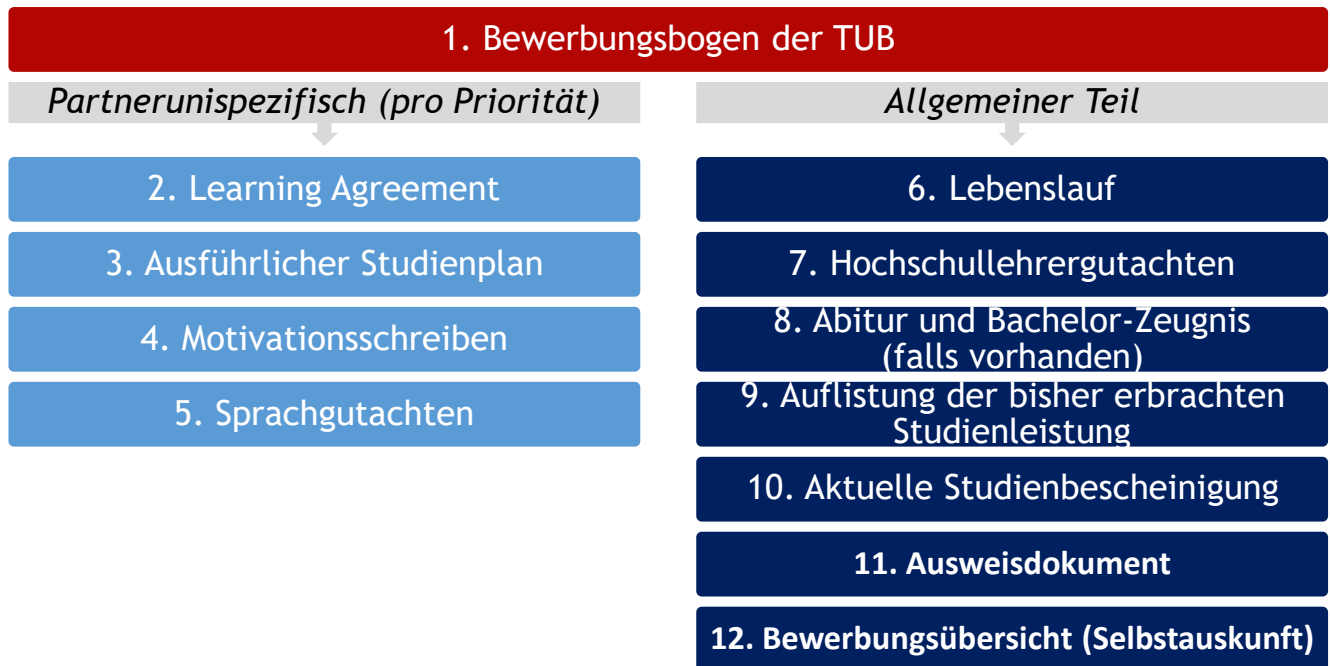 1. Bewerbungsbogen der TUB
Partnerunispezifisch (pro Priorität)
2. Learning Agreement
3. Ausführlicher Studienplan
4. Motivationsschreiben
5. Sprachgutachten
Allgemeiner Teil
6. Lebenslauf
7. Hochschullehrergutachten
8. Abitur und Bachelor-Zeugnis
(falls vorhanden)
9. Auflistung der bisher erbrachten
Studienleistung
10. Aktuelle Studienbescheinigung
11. Ausweisdokument
12. Bewerbungsübersicht (Selbstauskunft)